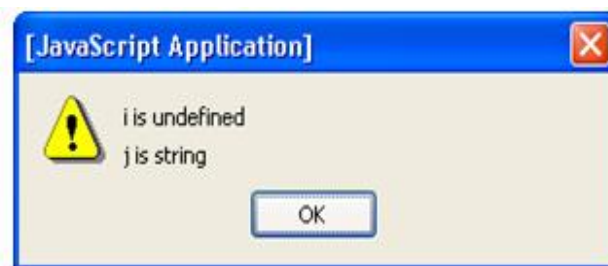 [JavaScript Application]
i is undefined
j is string
OK